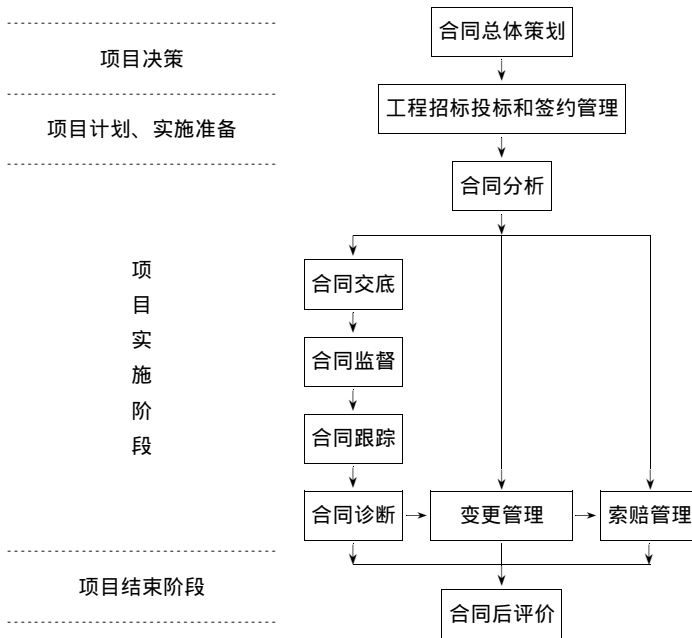 合同总体策划
项目决策
工程招标投标和签约管理
项目计划、实施准备
合同分析
项
目
实
施
阶
段
合同交底
合同监督
合同跟踪
合同诊断
变更管理
索赔管理
项目结束阶段
合同后评价